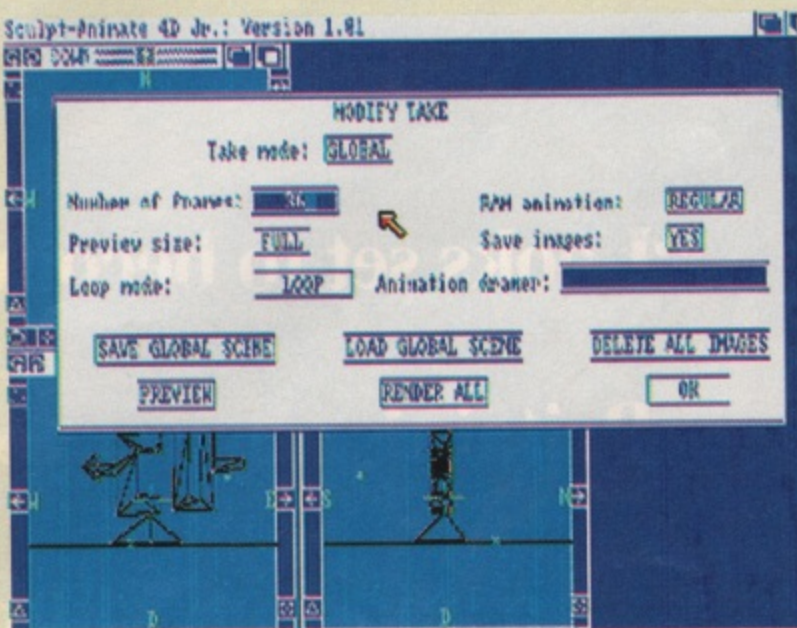 Sculpt-Animate 4D Jr.: Version 1.01
DOWN
N
MODIFY TAKE
Take mode: GLOBAL
Number of frames: 36
RAM animation: REGULAR
Preview size: FULL
Save images: YES
Loop mode: LOOP
Animation drawer:
SAVE GLOBAL SCENE
LOAD GLOBAL SCENE
DELETE ALL IMAGES
PREVIEW
RENDER ALL
OK
W
E
S
N
D
D